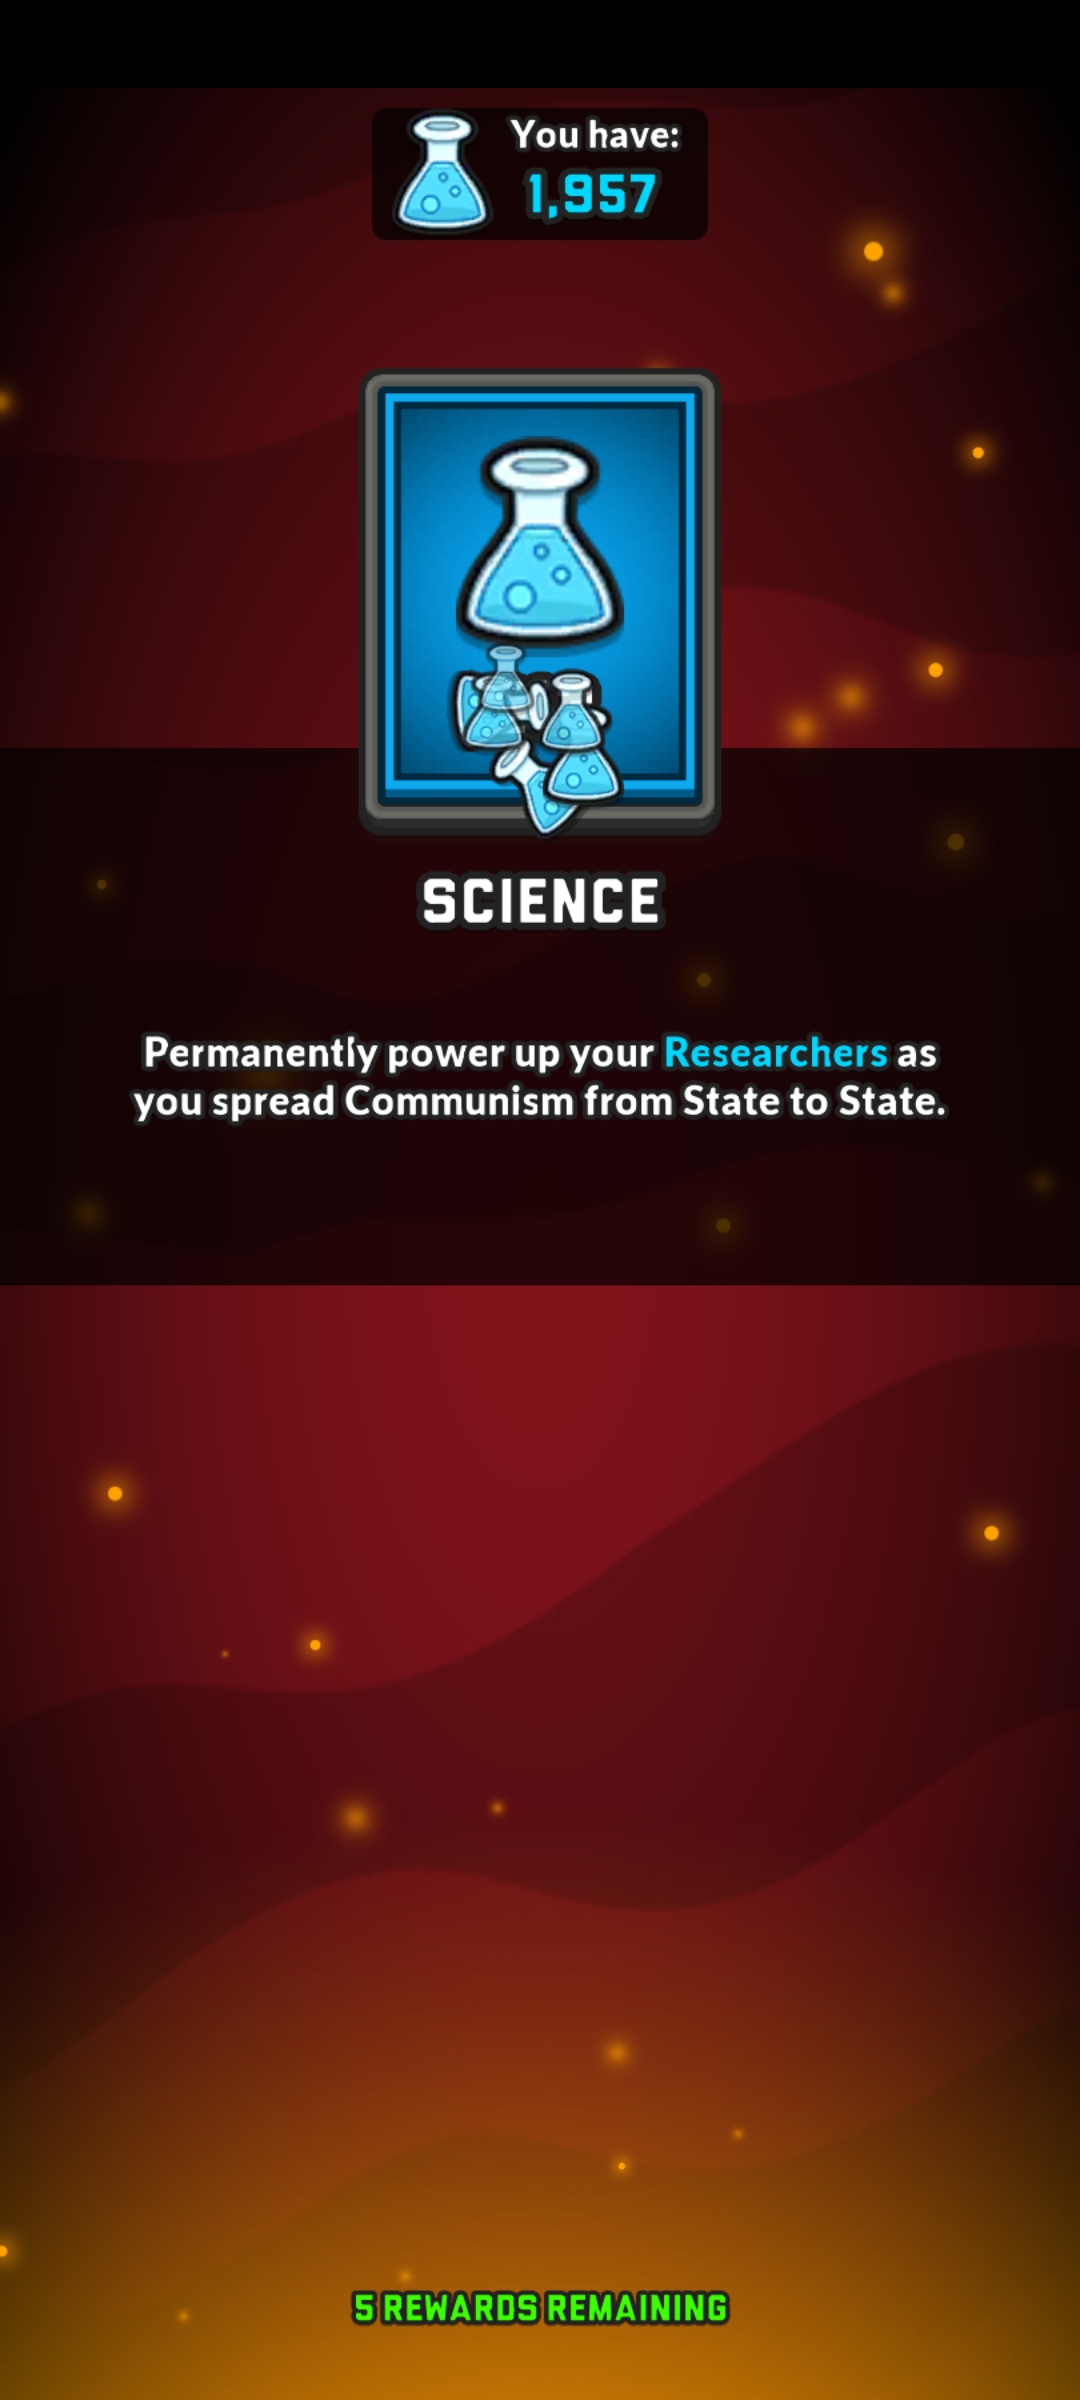 You have:
1,957
SCIENCE
Permanently power up your Researchers as
you spread Communism from State to State.
5 REWARDS REMAINING